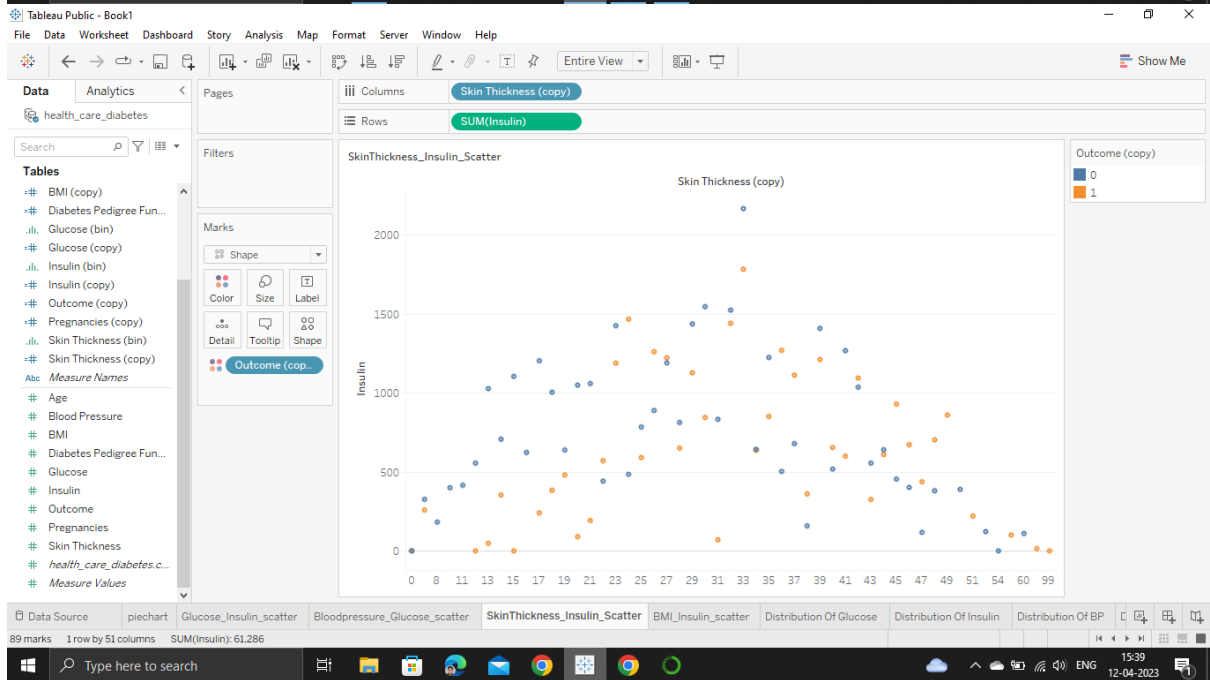 Tableau Public - Book1
File Data Worksheet Dashboard Story Analysis Map Format Server Window Help
Entire View
Show Me
Data Analytics
health_care_diabetes
Search
Tables
BMI (copy)
Diabetes Pedigree Fun...
Glucose (bin)
Glucose (copy)
Insulin (bin)
Insulin (copy)
Outcome (copy)
Pregnancies (copy)
Skin Thickness (bin)
Skin Thickness (copy)
Abc Measure Names
# Age
# Blood Pressure
# BMI
# Diabetes Pedigree Fun...
# Glucose
# Insulin
# Outcome
# Pregnancies
# Skin Thickness
# health_care_diabetes.c...
# Measure Values
Pages
Filters
Marks
Shape
Color Size Label
Detail Tooltip Shape
Outcome (cop..
Columns Skin Thickness (copy)
Rows SUM(Insulin)
SkinThickness_Insulin_Scatter
Skin Thickness (copy)
2000
1500
1000
500
0
Insulin
0 8 11 13 15 17 19 21 23 25 27 29 31 33 35 37 39 41 43 45 47 49 51 54 60 99
Outcome (copy)
0
1
Data Source piechart Glucose_Insulin_scatter Bloodpressure_Glucose_scatter SkinThickness_Insulin_Scatter BMI_Insulin_scatter Distribution Of Glucose Distribution Of Insulin Distribution Of BP
89 marks 1 row by 51 columns SUM(Insulin): 61,286
Type here to search
ENG
15:39
12-04-2023
1